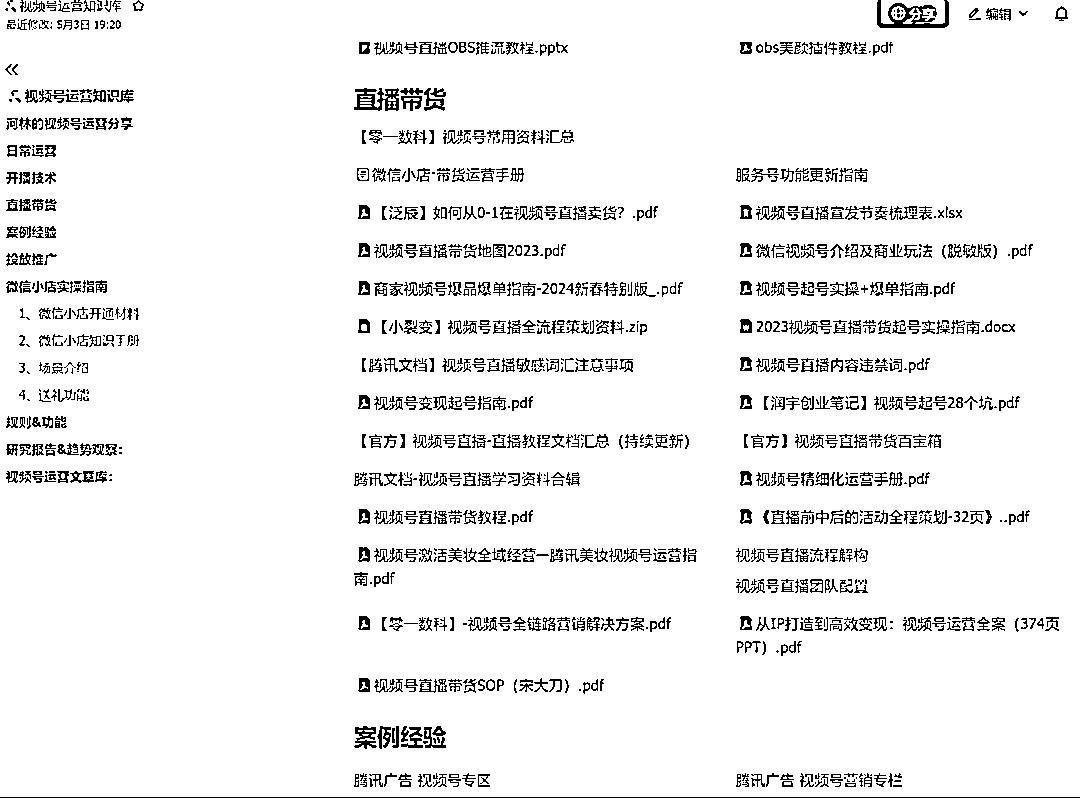 视频号运营知识库
最近修改: 5月3日 19:20
分享
编辑
视频号运营知识库
河林的视频号运营分享
日常运营
开播技术
直播带货
案例经验
投放推广
微信小店实操指南
1、微信小店开通材料
2、微信小店知识手册
3、场景介绍
4、送礼功能
规则&功能
研究报告&趋势观察:
视频号运营文章库:
视频号直播OBS推流教程.pptx
obs美颜插件教程.pdf
直播带货
【零一数科】视频号常用资料汇总
微信小店-带货运营手册
服务号功能更新指南
【泛辰】如何从0-1在视频号直播卖货？.pdf
视频号直播宣发节奏梳理表.xlsx
视频号直播带货地图2023.pdf
微信视频号介绍及商业玩法（脱敏版）.pdf
商家视频号爆品爆单指南-2024新春特别版_.pdf
视频号起号实操+爆单指南.pdf
【小裂变】视频号直播全流程策划资料.zip
2023视频号直播带货起号实操指南.docx
【腾讯文档】视频号直播敏感词汇注意事项
视频号直播内容违禁词.pdf
视频号变现起号指南.pdf
【润宇创业笔记】视频号起号28个坑.pdf
【官方】视频号直播-直播教程文档汇总（持续更新）
【官方】视频号直播带货百宝箱
腾讯文档-视频号直播学习资料合辑
视频号精细化运营手册.pdf
视频号直播带货教程.pdf
《直播前中后的活动全程策划-32页》..pdf
视频号激活美妆全域经营—腾讯美妆视频号运营指
南.pdf
视频号直播流程解构
视频号直播团队配置
【零一数科】-视频号全链路营销解决方案.pdf
从IP打造到高效变现：视频号运营全案（374页
PPT）.pdf
视频号直播带货SOP（宋大刀）.pdf
案例经验
腾讯广告 视频号专区
腾讯广告 视频号营销专栏